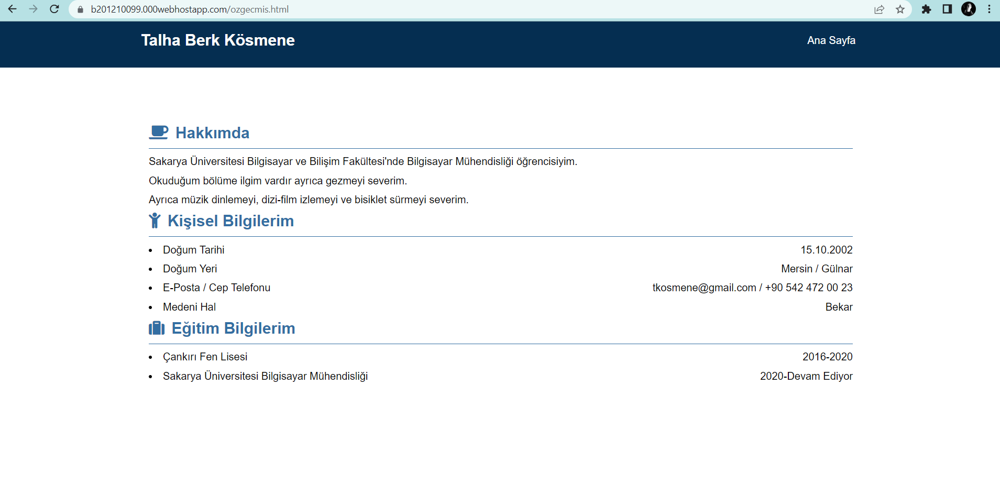 b201210099.000webhostapp.com/ozgecmis.html
Talha Berk Kösmene
Ana Sayfa
Hakkımda
Sakarya Üniversitesi Bilgisayar ve Bilişim Fakültesi'nde Bilgisayar Mühendisliği öğrencisiyim.
Okuduğum bölüme ilgim vardır ayrıca gezmeyi severim.
Ayrıca müzik dinlemeyi, dizi-film izlemeyi ve bisiklet sürmeyi severim.
Kişisel Bilgilerim
• Doğum Tarihi 15.10.2002
• Doğum Yeri Mersin / Gülnar
• E-Posta / Cep Telefonu tkosmene@gmail.com / +90 542 472 00 23
• Medeni Hal Bekar
Eğitim Bilgilerim
• Çankırı Fen Lisesi 2016-2020
• Sakarya Üniversitesi Bilgisayar Mühendisliği 2020-Devam Ediyor